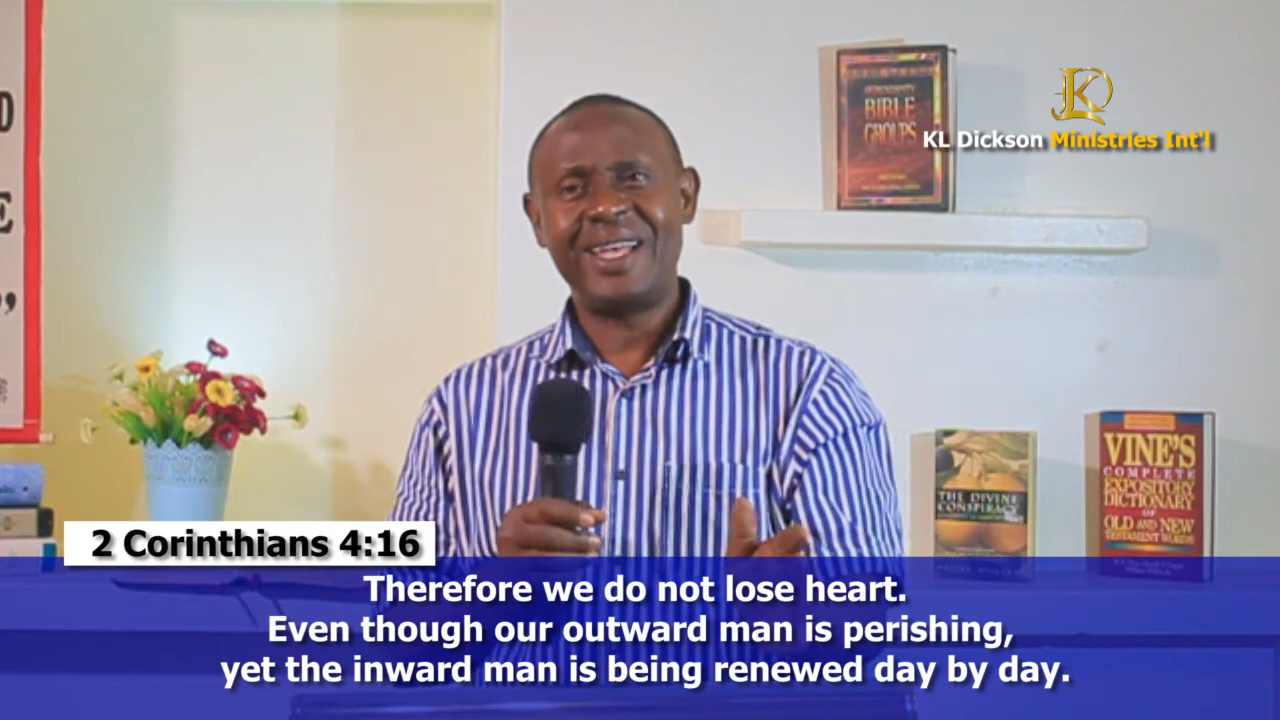 D
E
”
SERENDIPITY
BIBLE
GROUPS
KL Dickson Ministries Int'l
THE DIVINE
CONSPIRACY
VINE'S
COMPLETE
EXPOSITORY
DICTIONARY
OF
OLD AND NEW
TESTAMENT WORDS
2 Corinthians 4:16
Therefore we do not lose heart.
Even though our outward man is perishing,
yet the inward man is being renewed day by day.